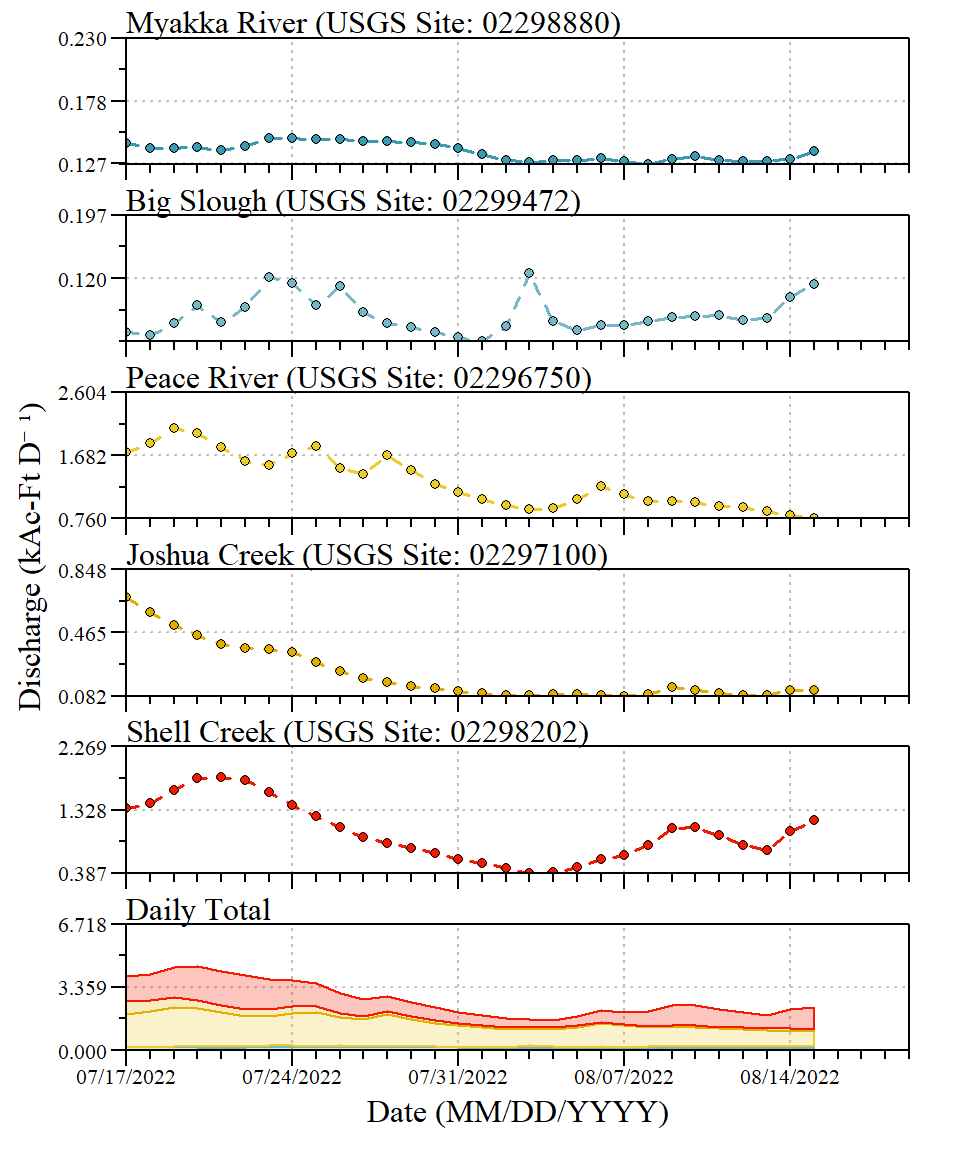 Myakka River (USGS Site: 02298880)
0.230
0.178
0.127
Big Slough (USGS Site: 02299472)
0.197
0.120
Peace River (USGS Site: 02296750)
2.604
1.682
0.760
Joshua Creek (USGS Site: 02297100)
0.848
0.465
0.082
Shell Creek (USGS Site: 02298202)
2.269
1.328
0.387
Daily Total
6.718
3.359
0.000
Discharge (kAc-Ft D⁻¹)
07/17/2022 07/24/2022 07/31/2022 08/07/2022 08/14/2022
Date (MM/DD/YYYY)